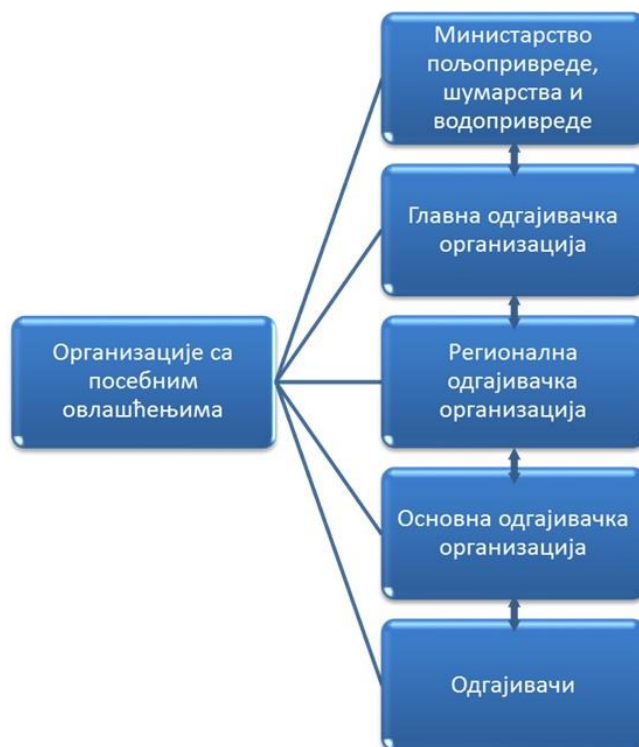 Министарство
пољопривреде,
шумарства и
водопривреде
Главна одгајивачка
организација
Организације са
посебним
овлашћењима
Регионална
одгајивачка
организација
Основна одгајивачка
организација
Одгајивачи